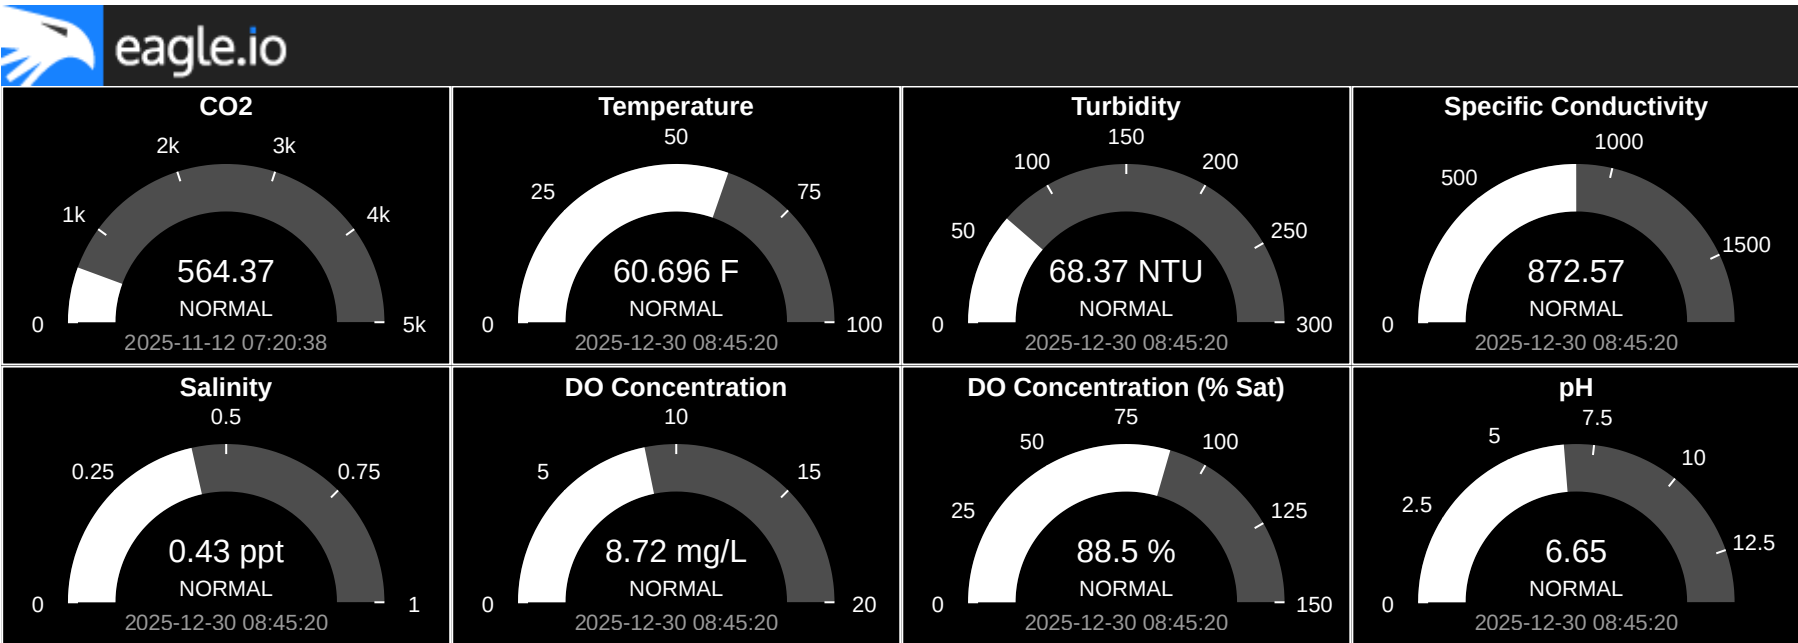 eagle.io
CO2
0
1k
2k
3k
4k
5k
564.37
NORMAL
2025-11-12 07:20:38
Temperature
0
25
50
75
100
60.696 F
NORMAL
2025-12-30 08:45:20
Turbidity
0
50
100
150
200
250
300
68.37 NTU
NORMAL
2025-12-30 08:45:20
Specific Conductivity
0
500
1000
1500
872.57
NORMAL
2025-12-30 08:45:20
Salinity
0
0.25
0.5
0.75
1
0.43 ppt
NORMAL
2025-12-30 08:45:20
DO Concentration
0
5
10
15
20
8.72 mg/L
NORMAL
2025-12-30 08:45:20
DO Concentration (% Sat)
0
25
50
75
100
125
150
88.5 %
NORMAL
2025-12-30 08:45:20
pH
0
2.5
5
7.5
10
12.5
6.65
NORMAL
2025-12-30 08:45:20